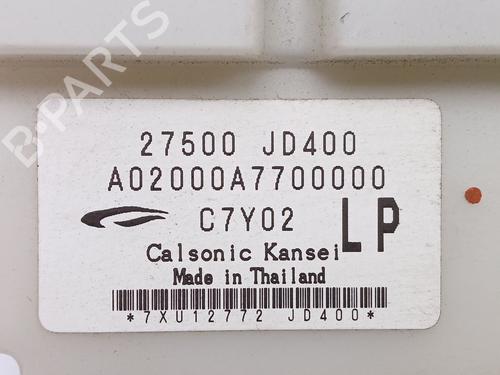 27500 JD400
A02000A7700000
C7Y02
LP
Calsonic Kansei
Made in Thailand
*7XU12772 JD400*
B-PARTS